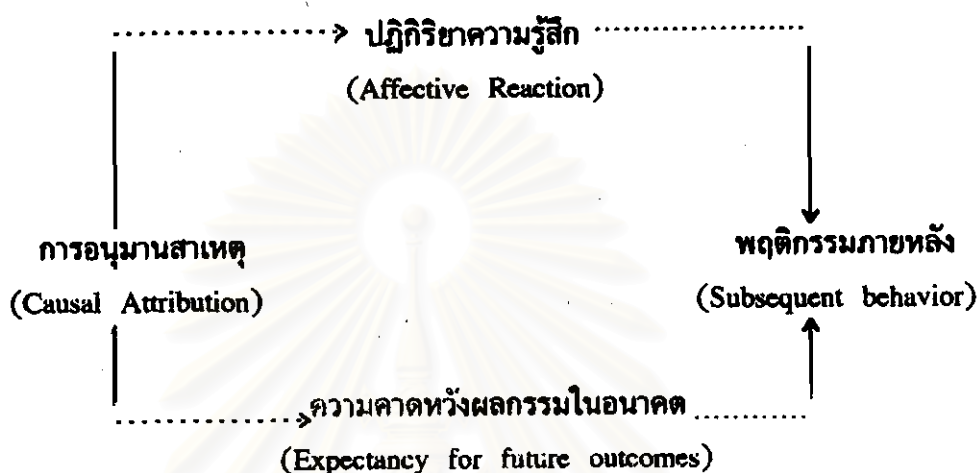 ปฏิกิริยาความรู้สึก
(Affective Reaction)
การอนุมานสาเหตุ
(Causal Attribution)
พฤติกรรมภายหลัง
(Subsequent behavior)
ความคาดหวังผลกรรมในอนาคต
(Expectancy for future outcomes)